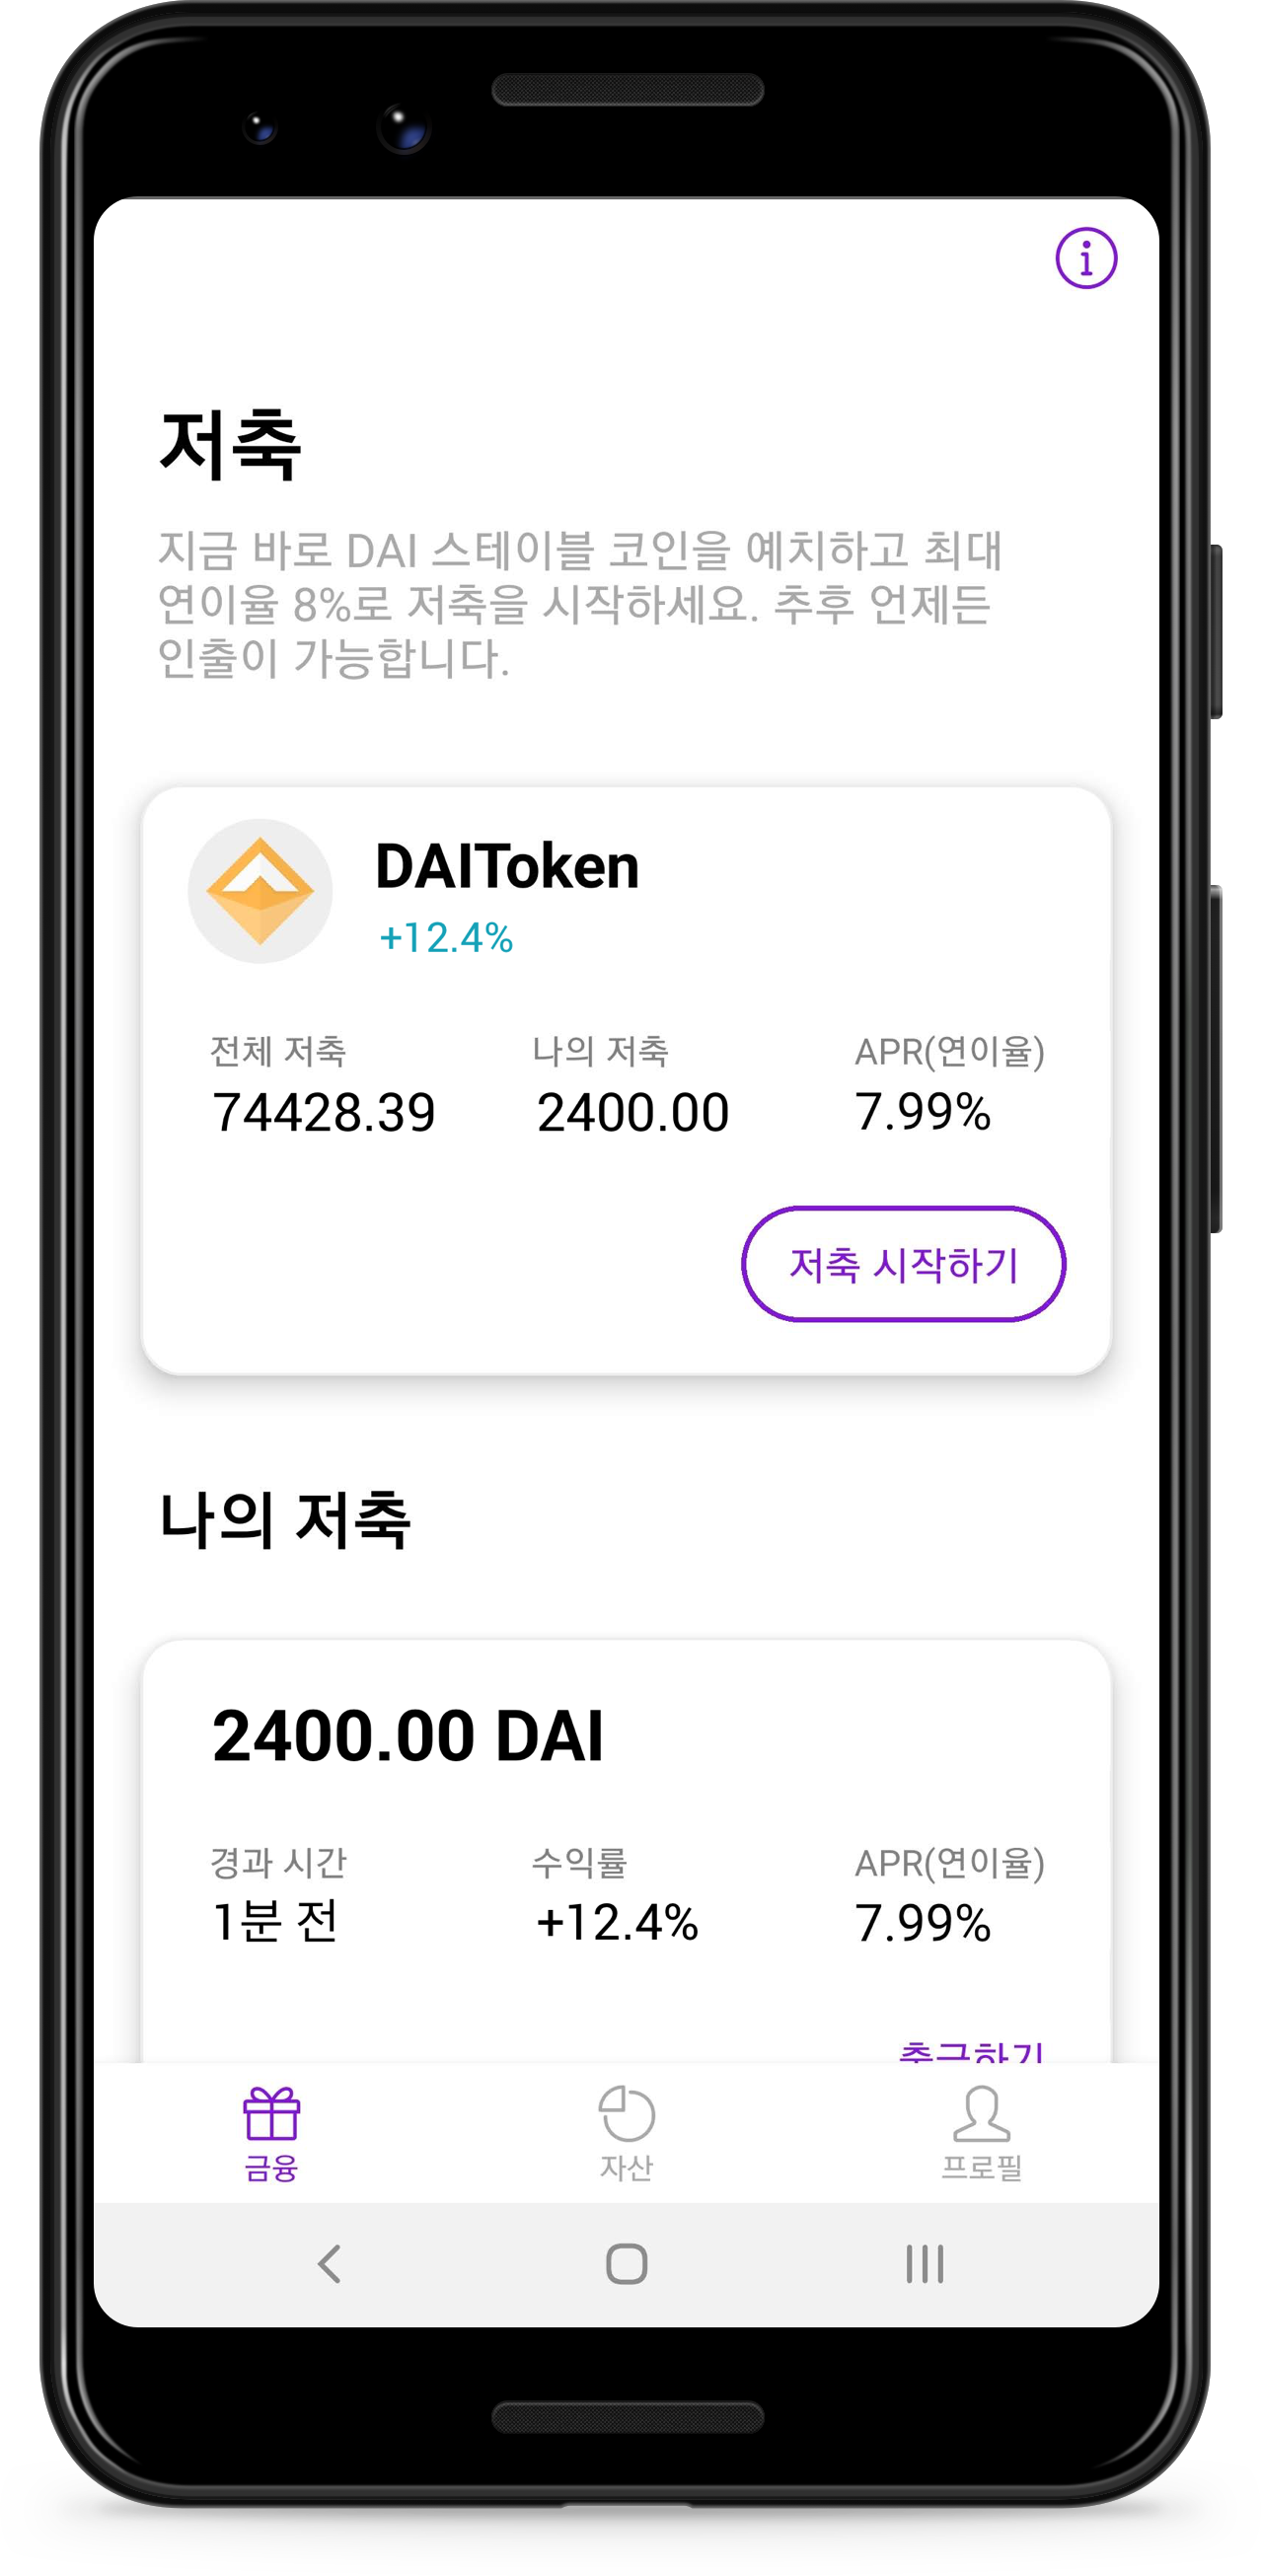 저축
지금 바로 DAI 스테이블 코인을 예치하고 최대
연이율 8%로 저축을 시작하세요. 추후 언제든
인출이 가능합니다.
DAIToken
+12.4%
전체 저축 나의 저축 APR(연이율)
74428.39 2400.00 7.99%
저축 시작하기
나의 저축
2400.00 DAI
경과 시간 수익률 APR(연이율)
1분 전 +12.4% 7.99%
금융 자산 프로필